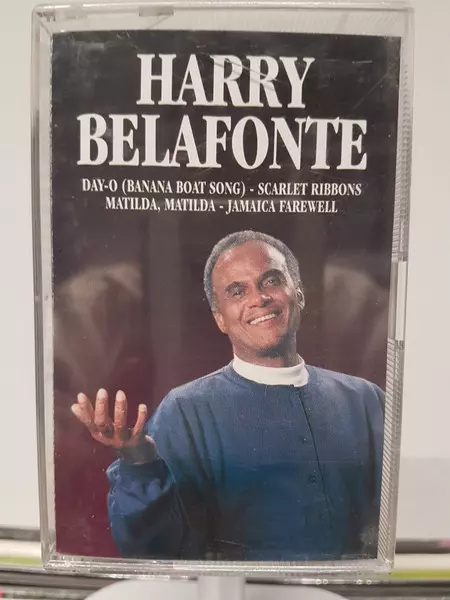 HARRY
BELAFONTE
DAY-O (BANANA BOAT SONG) - SCARLET RIBBONS
MATILDA, MATILDA - JAMAICA FAREWELL